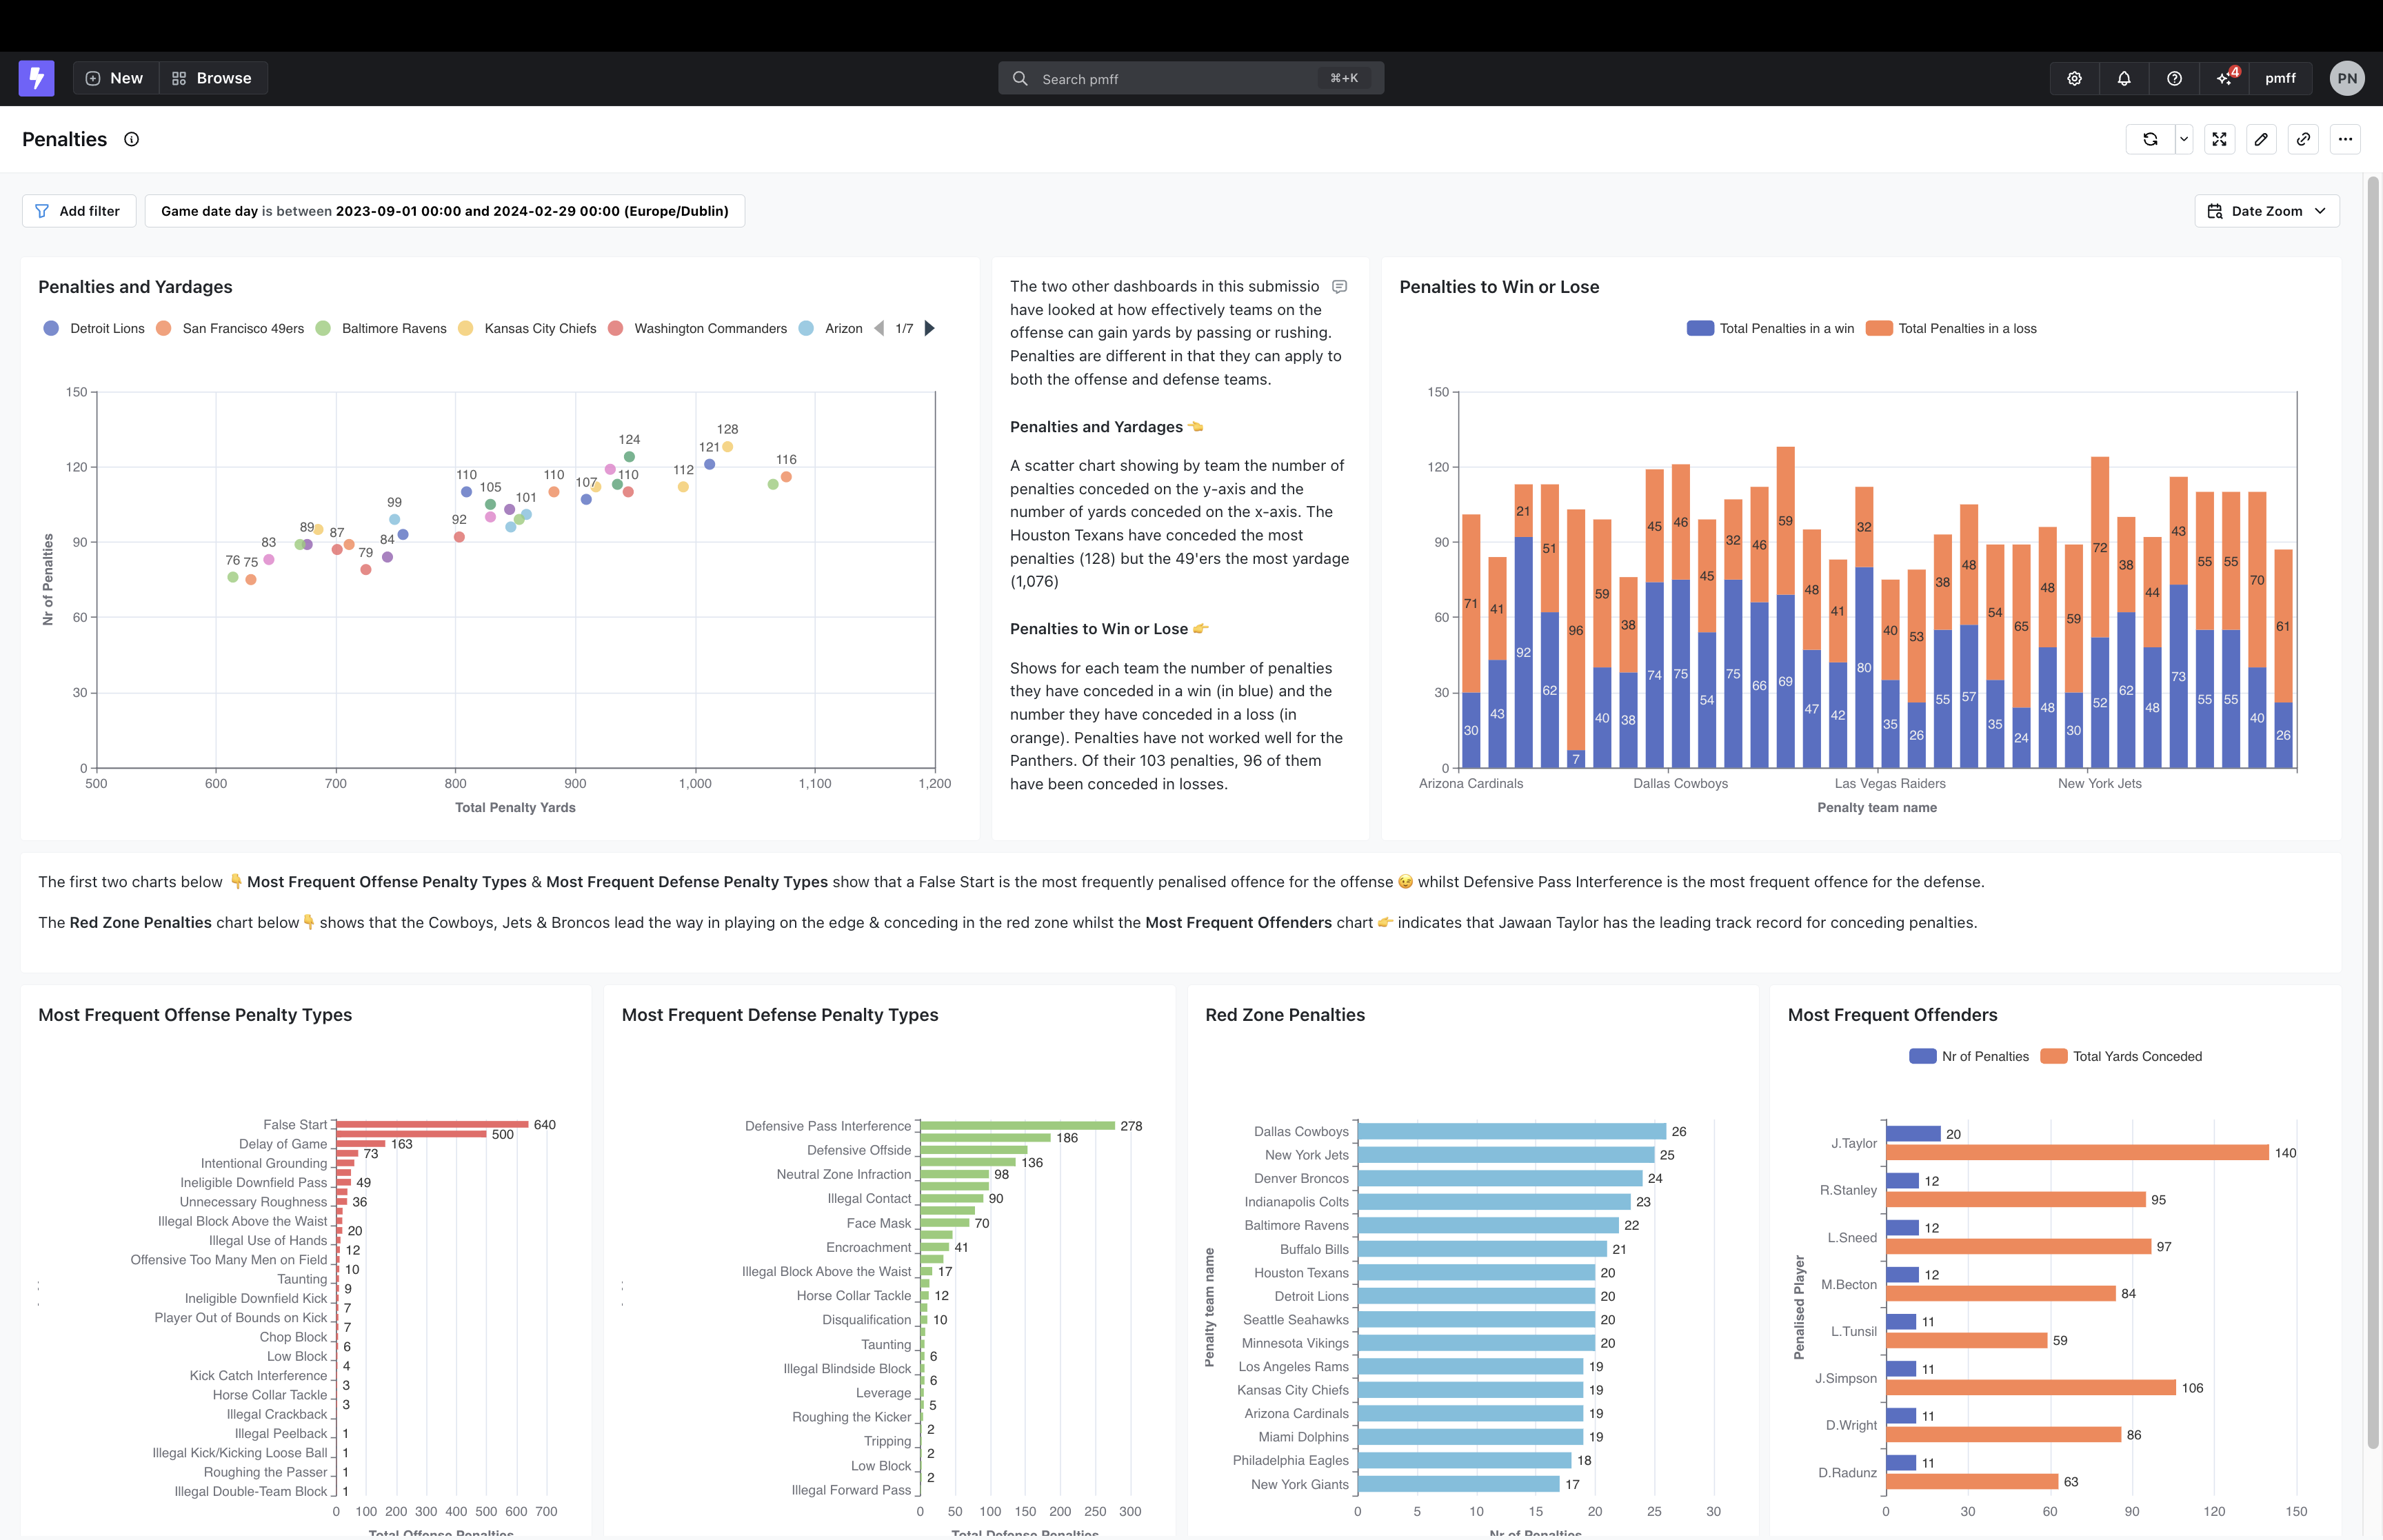 New
Browse
Search pmff
⌘+K
4
pmff
PN
Penalties
Add filter
Game date day is between 2023-09-01 00:00 and 2024-02-29 00:00 (Europe/Dublin)
Date Zoom
Penalties and Yardages
Detroit Lions San Francisco 49ers Baltimore Ravens Kansas City Chiefs Washington Commanders Arizon 1/7
150
120
90
60
30
0
Nr of Penalties
76 75 83 89 87 79 99 84 92 110 105 101 110 107 124 110 112 121 128 116
500 600 700 800 900 1,000 1,100 1,200
Total Penalty Yards
The two other dashboards in this submissio
have looked at how effectively teams on the
offense can gain yards by passing or rushing.
Penalties are different in that they can apply to
both the offense and defense teams.
Penalties and Yardages 👈
A scatter chart showing by team the number of
penalties conceded on the y-axis and the
number of yards conceded on the x-axis. The
Houston Texans have conceded the most
penalties (128) but the 49'ers the most yardage
(1,076)
Penalties to Win or Lose 👉
Shows for each team the number of penalties
they have conceded in a win (in blue) and the
number they have conceded in a loss (in
orange). Penalties have not worked well for the
Panthers. Of their 103 penalties, 96 of them
have been conceded in losses.
Penalties to Win or Lose
Total Penalties in a win Total Penalties in a loss
150
120
90
60
30
0
71 41 21 51 96 59 38 45 46 45 32 46 59 48 41 32 40 53 38 48 54 65 48 59 72 38 44 43 55 55 70 61
30 43 92 62 7 40 38 74 75 54 75 66 69 47 42 80 35 26 55 57 35 24 48 30 52 62 48 73 55 55 40 26
Arizona Cardinals Dallas Cowboys Las Vegas Raiders New York Jets
Penalty team name
The first two charts below 👇 Most Frequent Offense Penalty Types & Most Frequent Defense Penalty Types show that a False Start is the most frequently penalised offence for the offense 😉 whilst Defensive Pass Interference is the most frequent offence for the defense.
The Red Zone Penalties chart below 👇 shows that the Cowboys, Jets & Broncos lead the way in playing on the edge & conceding in the red zone whilst the Most Frequent Offenders chart 👉 indicates that Jawaan Taylor has the leading track record for conceding penalties.
Most Frequent Offense Penalty Types
False Start 640
500
Delay of Game 163
73
Intentional Grounding
Ineligible Downfield Pass 49
Unnecessary Roughness 36
Illegal Block Above the Waist
20
Illegal Use of Hands
12
Offensive Too Many Men on Field
10
Taunting
9
Ineligible Downfield Kick
7
Player Out of Bounds on Kick
7
Chop Block
6
Low Block
4
Kick Catch Interference
3
Horse Collar Tackle
3
Illegal Crackback
Illegal Peelback 1
Illegal Kick/Kicking Loose Ball 1
Roughing the Passer 1
Illegal Double-Team Block 1
0 100 200 300 400 500 600 700
Total Offense Penalties
Most Frequent Defense Penalty Types
Defensive Pass Interference 278
186
Defensive Offside
136
Neutral Zone Infraction 98
Illegal Contact 90
Face Mask 70
Encroachment 41
Illegal Block Above the Waist 17
Horse Collar Tackle 12
Disqualification 10
Taunting
6
Illegal Blindside Block
6
Leverage
5
Roughing the Kicker
2
Tripping
2
Low Block
2
Illegal Forward Pass
0 50 100 150 200 250 300
Total Defense Penalties
Red Zone Penalties
Penalty team name
Dallas Cowboys 26
New York Jets 25
Denver Broncos 24
Indianapolis Colts 23
Baltimore Ravens 22
Buffalo Bills 21
Houston Texans 20
Detroit Lions 20
Seattle Seahawks 20
Minnesota Vikings 20
Los Angeles Rams 19
Kansas City Chiefs 19
Arizona Cardinals 19
Miami Dolphins 19
Philadelphia Eagles 18
New York Giants 17
0 5 10 15 20 25 30
Nr of Penalties
Most Frequent Offenders
Nr of Penalties Total Yards Conceded
Penalised Player
J.Taylor 20 140
R.Stanley 12 95
L.Sneed 12 97
M.Becton 12 84
L.Tunsil 11 59
J.Simpson 11 106
D.Wright 11 86
D.Radunz 11 63
0 30 60 90 120 150